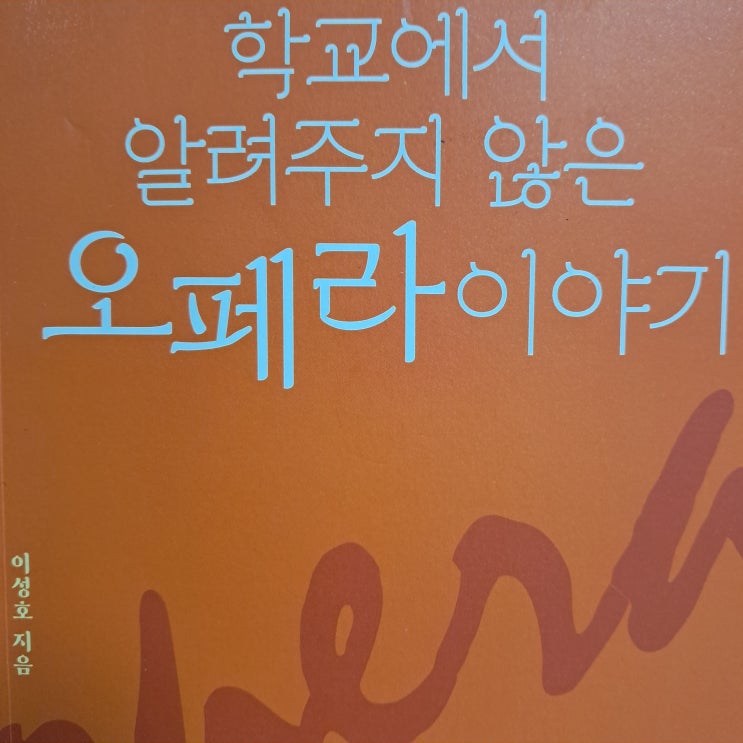 학교에서
알려주지 않은
오페라 이야기
이성호 지음